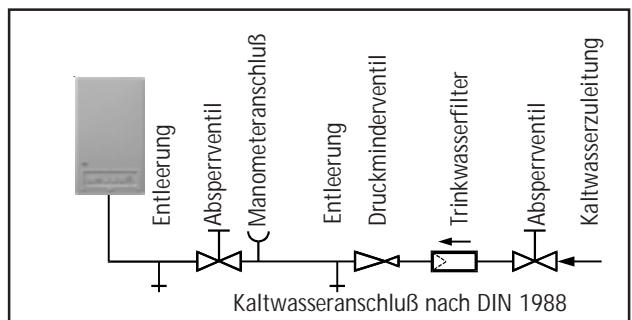 Entleerung
Absperrventil
Manometeranschluß
Entleerung
Druckminderventil
Trinkwasserfilter
Absperrventil
Kaltwasserzuleitung
Kaltwasseranschluß nach DIN 1988